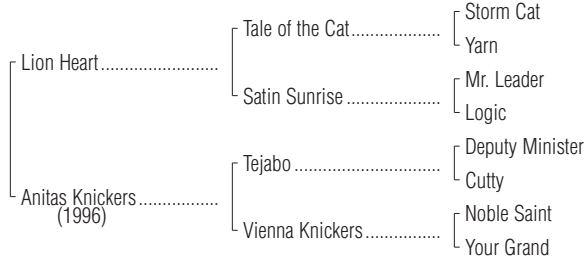 Storm Cat
Tale of the Cat....................
Yarn
Lion Heart........................
Mr. Leader
Satin Sunrise .....................
Logic
Deputy Minister
Tejabo ................................
Cutty
Anitas Knickers ................
(1996)
Noble Saint
Vienna Knickers.................
Your Grand